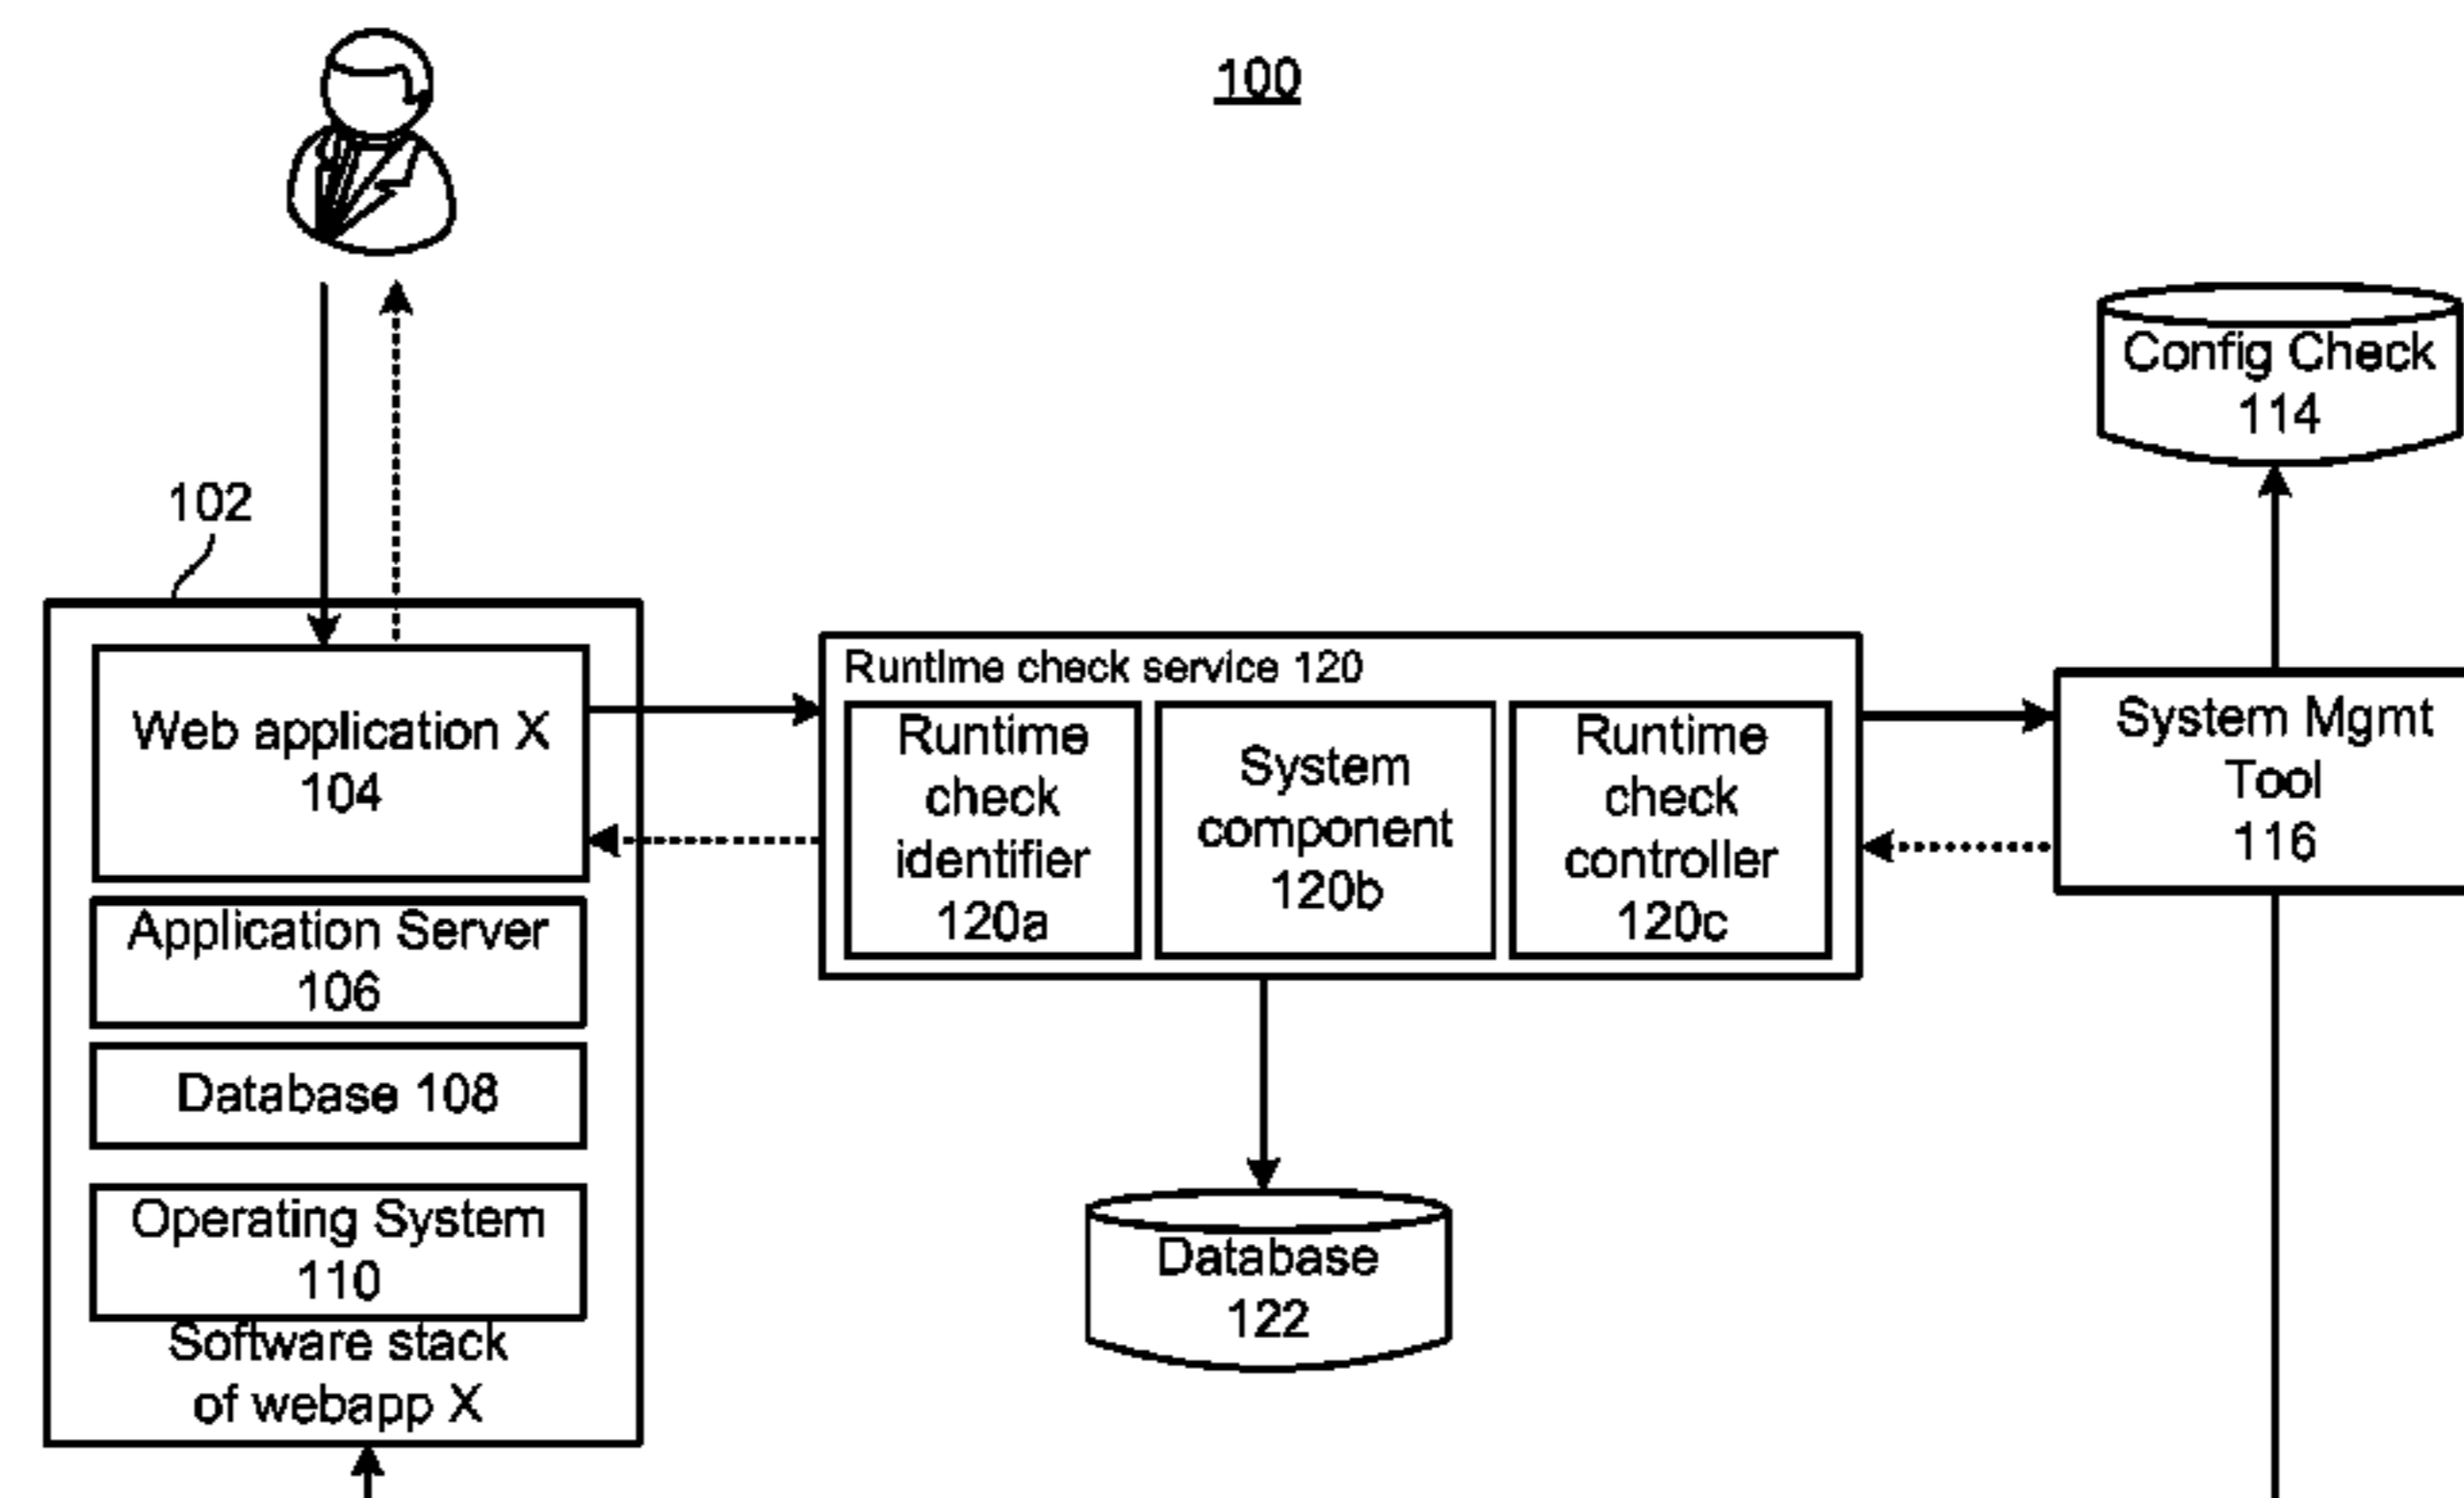 100
Config Check
114
102
Web application X
104
Application Server
106
Database 108
Operating System
110
Software stack
of webapp X
Runtime check service 120
Runtime
check
identifier
120a
System
component
120b
Runtime
check
controller
120c
System Mgmt
Tool
116
Database
122